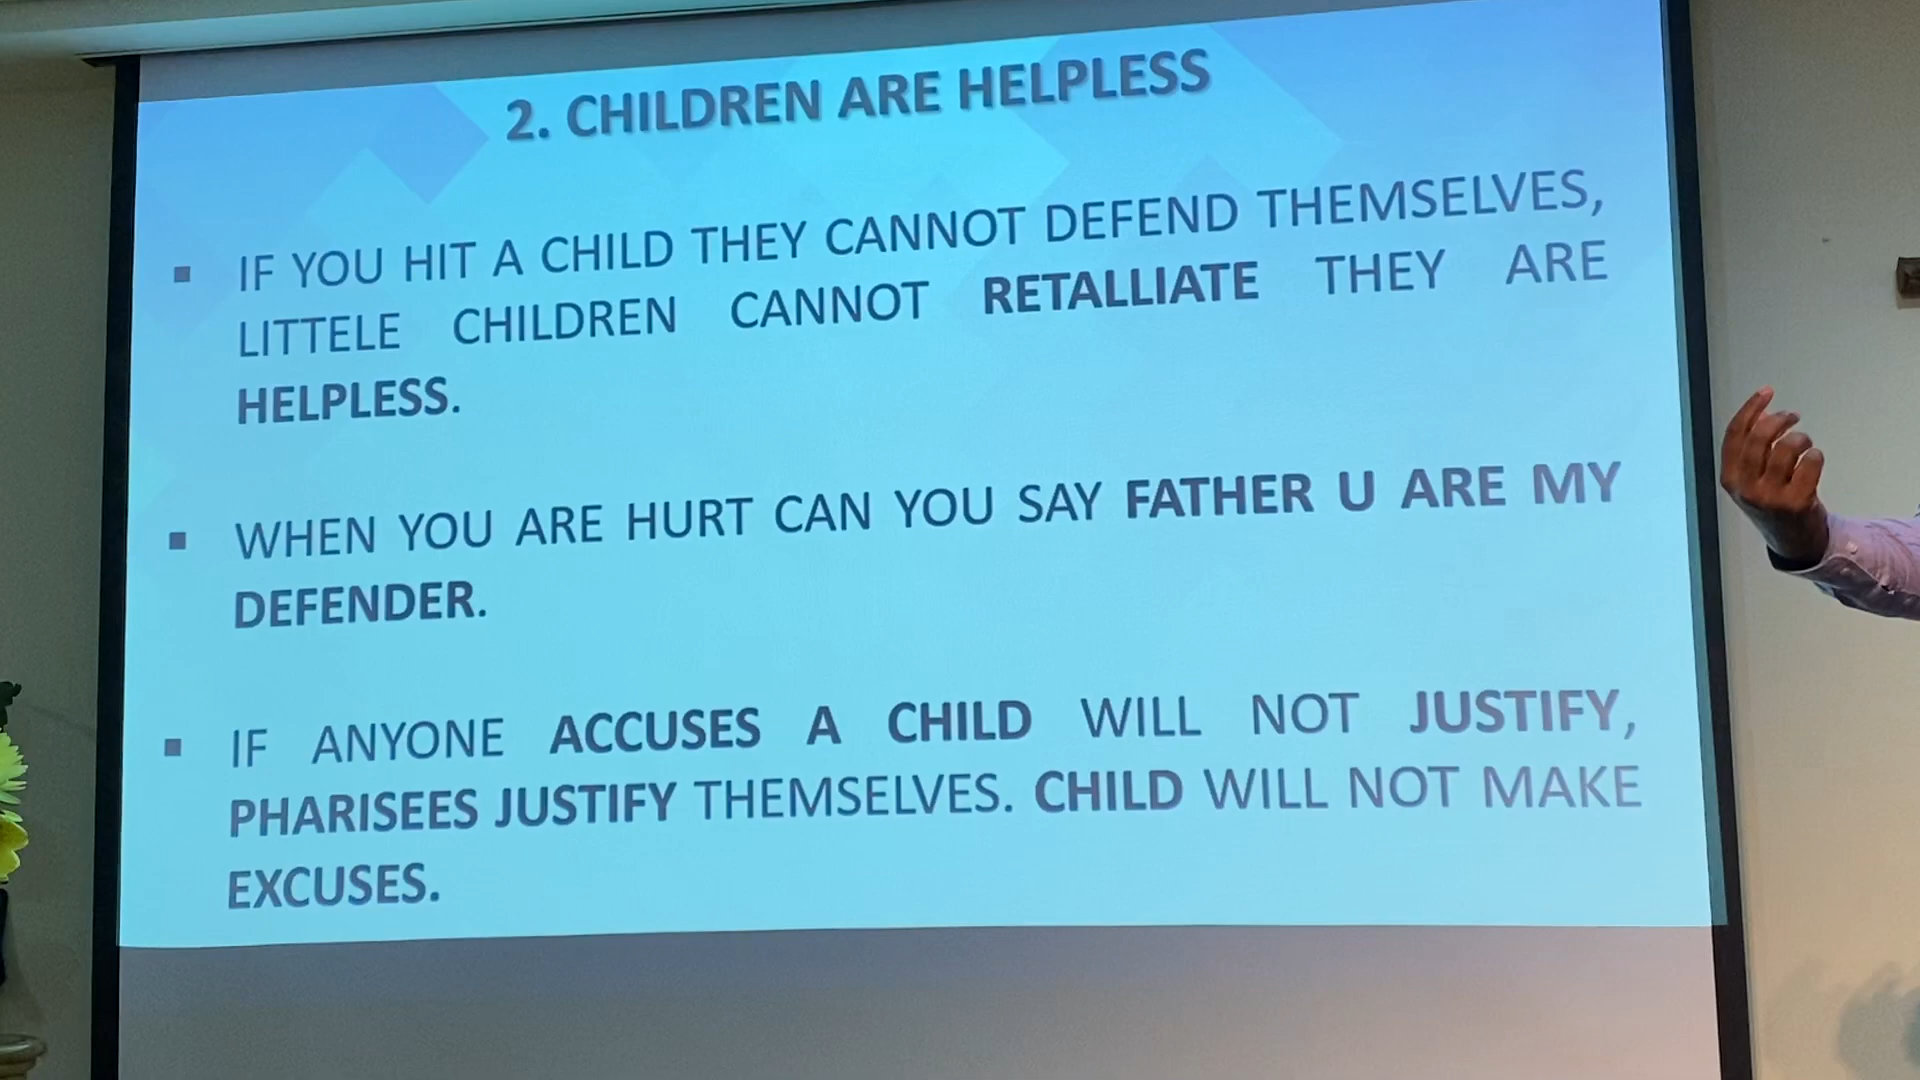 2. CHILDREN ARE HELPLESS
▪ IF YOU HIT A CHILD THEY CANNOT DEFEND THEMSELVES,
LITTELE CHILDREN CANNOT RETALLIATE THEY ARE
HELPLESS.
▪ WHEN YOU ARE HURT CAN YOU SAY FATHER U ARE MY
DEFENDER.
▪ IF ANYONE ACCUSES A CHILD WILL NOT JUSTIFY,
PHARISEES JUSTIFY THEMSELVES. CHILD WILL NOT MAKE
EXCUSES.